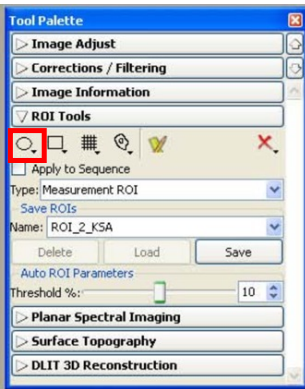 Tool Palette
Image Adjust
Corrections / Filtering
Image Information
ROI Tools
Apply to Sequence
Type: Measurement ROI
Save ROIs
Name: ROI_2_KSA
Delete Load Save
Auto ROI Parameters
Threshold %: 10
Planar Spectral Imaging
Surface Topography
DLIT 3D Reconstruction